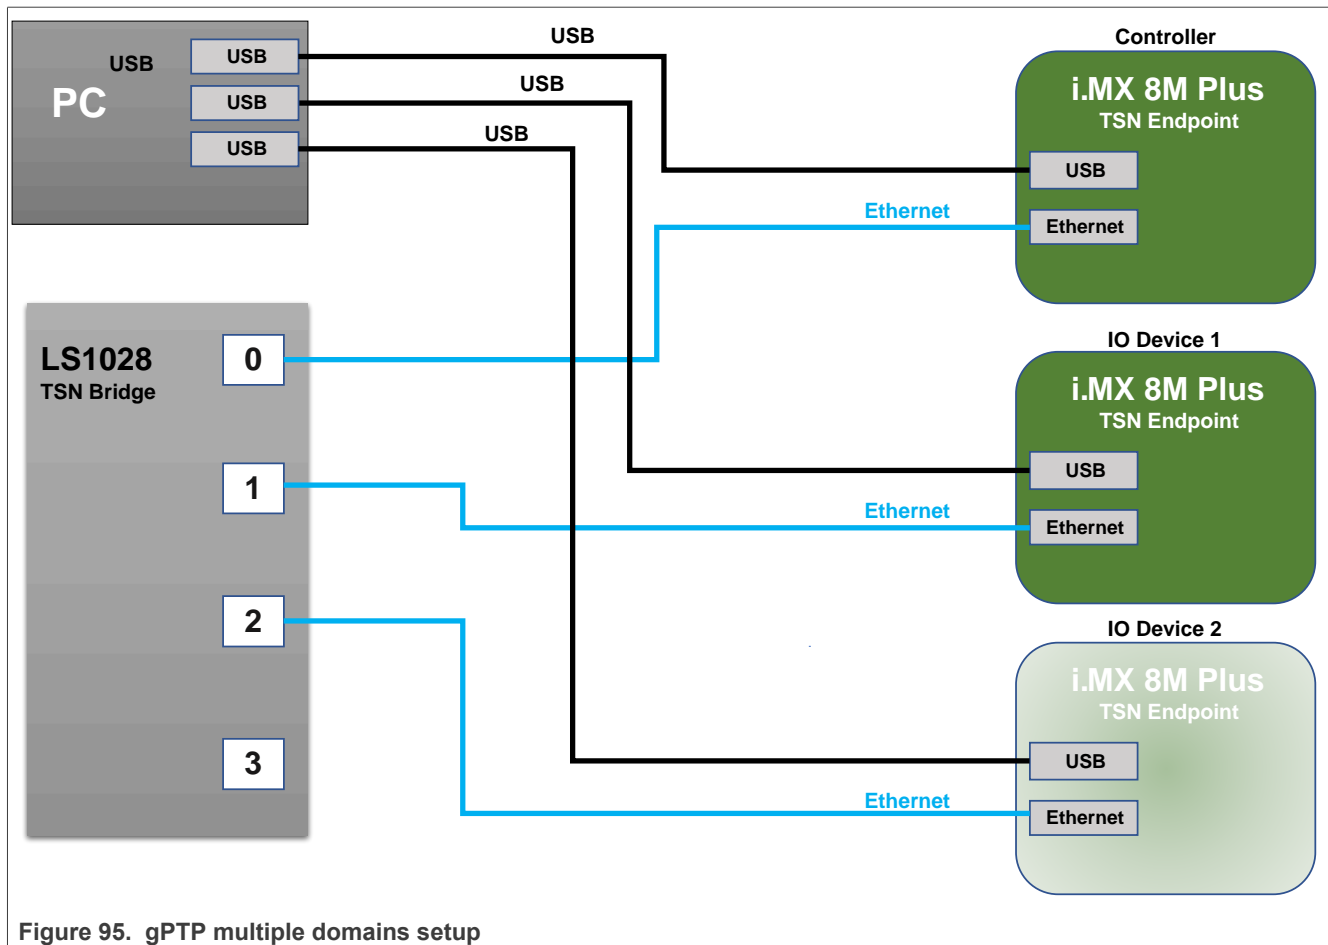 USB
PC
USB
USB
USB
USB
USB
USB
Controller
i.MX 8M Plus
TSN Endpoint
USB
Ethernet
Ethernet
LS1028
TSN Bridge
0
1
2
3
IO Device 1
i.MX 8M Plus
TSN Endpoint
USB
Ethernet
Ethernet
IO Device 2
i.MX 8M Plus
TSN Endpoint
USB
Ethernet
Ethernet
Figure 95. gPTP multiple domains setup